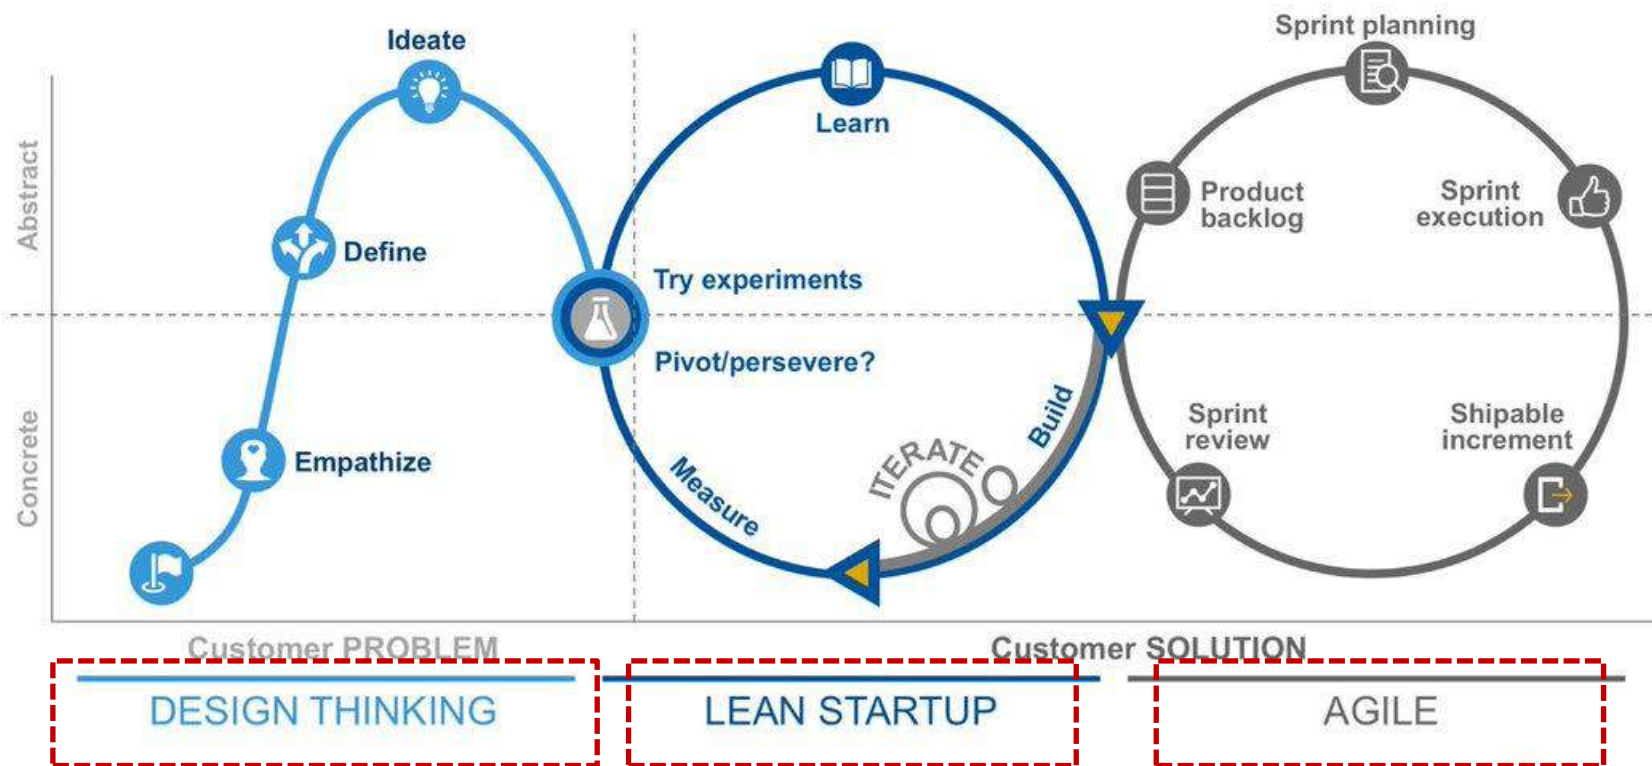 Ideate
Define
Empathize
Abstract
Concrete
Learn
Try experiments
Pivot/persevere?
Measure
ITERATE
Build
Sprint planning
Product
backlog
Sprint
execution
Sprint
review
Shipable
increment
Customer PROBLEM
Customer SOLUTION
DESIGN THINKING
LEAN STARTUP
AGILE